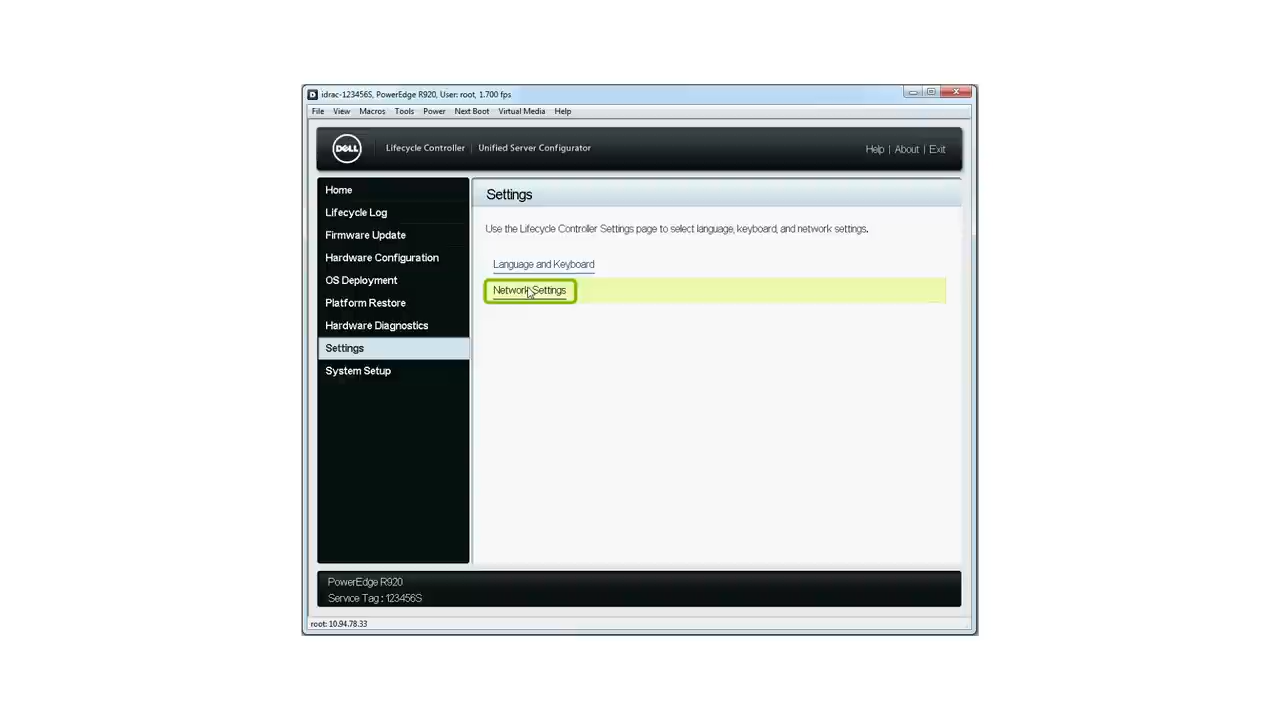 idrac-123456S, PowerEdge R920, User: root, 1.700 fps
File View Macros Tools Power Next Boot Virtual Media Help
DELL Lifecycle Controller | Unified Server Configurator Help | About | Exit
Home
Lifecycle Log
Firmware Update
Hardware Configuration
OS Deployment
Platform Restore
Hardware Diagnostics
Settings
System Setup
Settings
Use the Lifecycle Controller Settings page to select language, keyboard, and network settings.
Language and Keyboard
Network Settings
PowerEdge R920
Service Tag : 123456S
root: 10.94.78.33